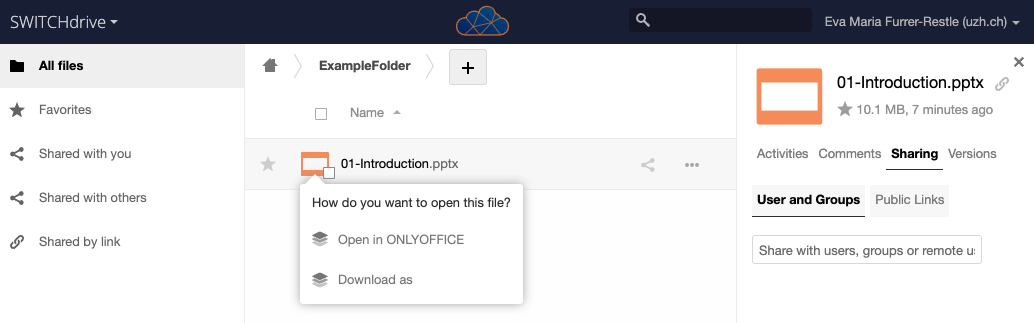 SWITCHdrive
Eva Maria Furrer-Restle (uzh.ch)
All files
Favorites
Shared with you
Shared with others
Shared by link
ExampleFolder
+
Name
01-Introduction.pptx
•••
How do you want to open this file?
Open in ONLYOFFICE
Download as
01-Introduction.pptx
10.1 MB, 7 minutes ago
Activities Comments Sharing Versions
User and Groups Public Links
Share with users, groups or remote u